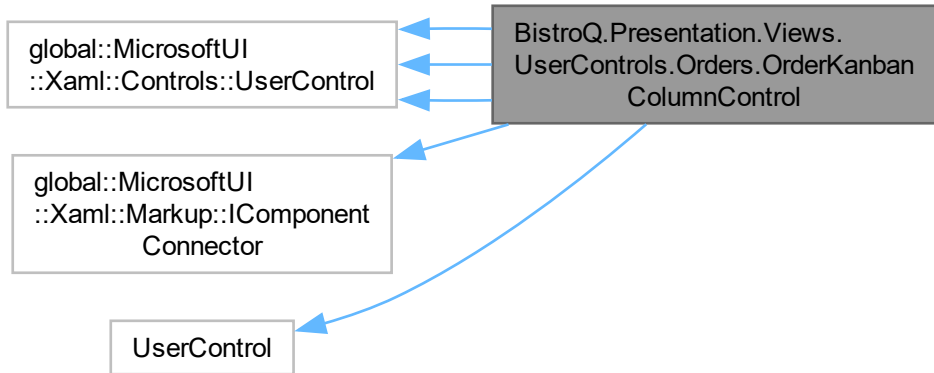 global::MicrosoftUI
::Xaml::Controls::UserControl
BistroQ.Presentation.Views.
UserControls.Orders.OrderKanban
ColumnControl
global::MicrosoftUI
::Xaml::Markup::IComponent
Connector
UserControl